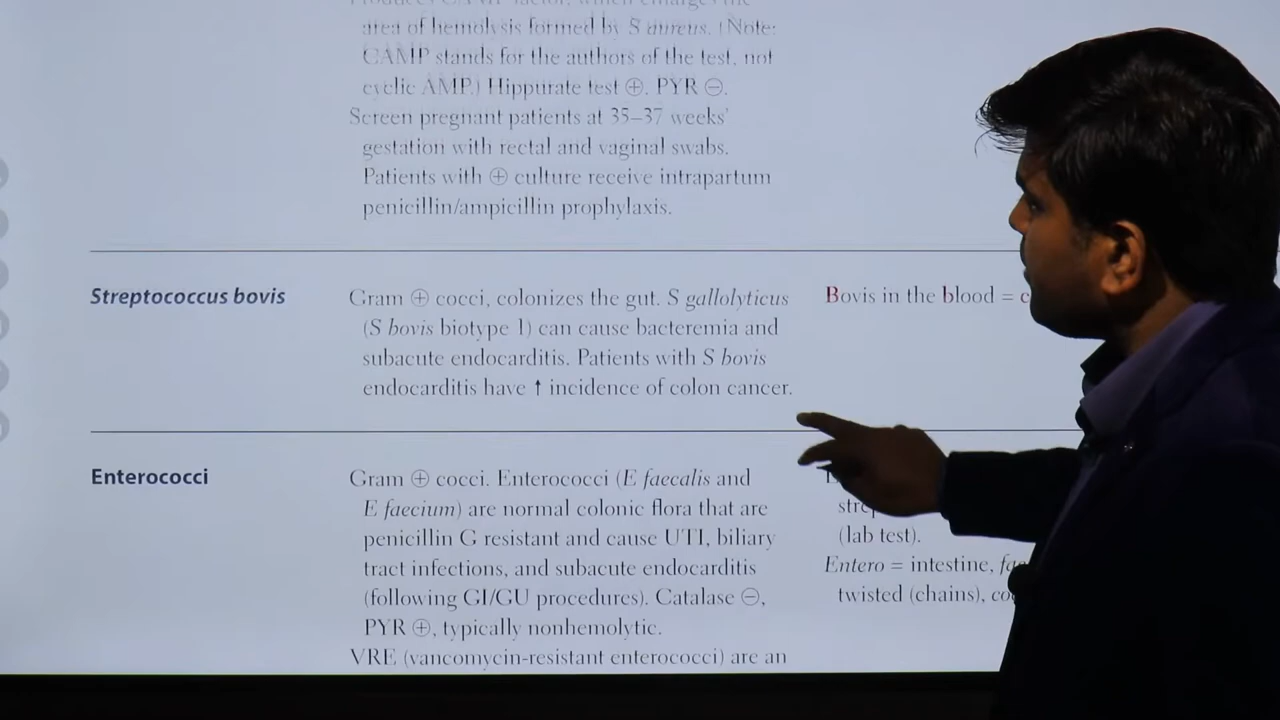 Produces CAMP factor, which enlarges the
area of hemolysis formed by S aureus. (Note:
CAMP stands for the authors of the test, not
cyclic AMP.) Hippurate test ⊕. PYR ⊖.
Screen pregnant patients at 35–37 weeks'
gestation with rectal and vaginal swabs.
Patients with ⊕ culture receive intrapartum
penicillin/ampicillin prophylaxis.
Streptococcus bovis
Gram ⊕ cocci, colonizes the gut. S gallolyticus
(S bovis biotype 1) can cause bacteremia and
subacute endocarditis. Patients with S bovis
endocarditis have ↑ incidence of colon cancer.
Bovis in the blood =
Enterococci
Gram ⊕ cocci. Enterococci (E faecalis and
E faecium) are normal colonic flora that are
penicillin G resistant and cause UTI, biliary
tract infections, and subacute endocarditis
(following GI/GU procedures). Catalase ⊖,
PYR ⊕, typically nonhemolytic.
VRE (vancomycin-resistant enterococci) are an
(lab test).
Entero = intestine,
twisted (chains),